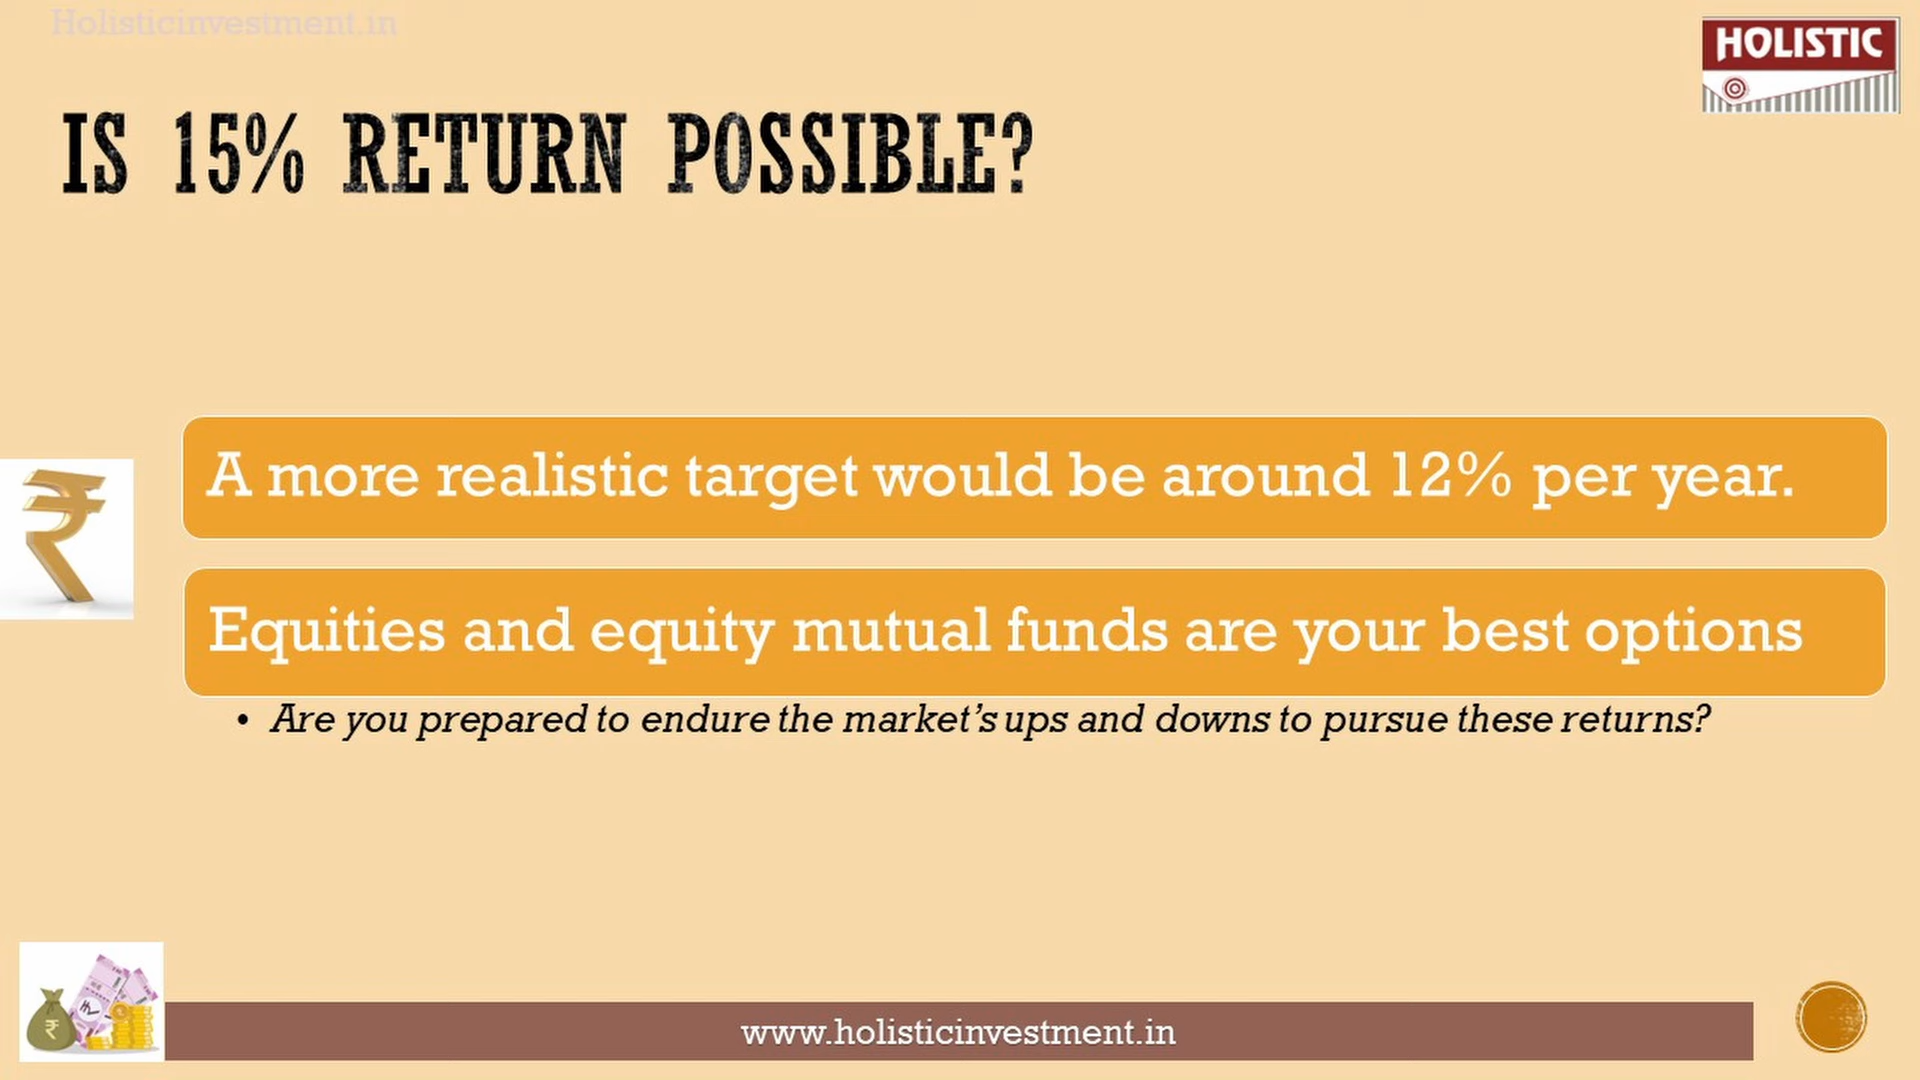 Holisticinvestment.in
HOLISTIC
IS 15% RETURN POSSIBLE?
A more realistic target would be around 12% per year.
Equities and equity mutual funds are your best options
• Are you prepared to endure the market's ups and downs to pursue these returns?
www.holisticinvestment.in